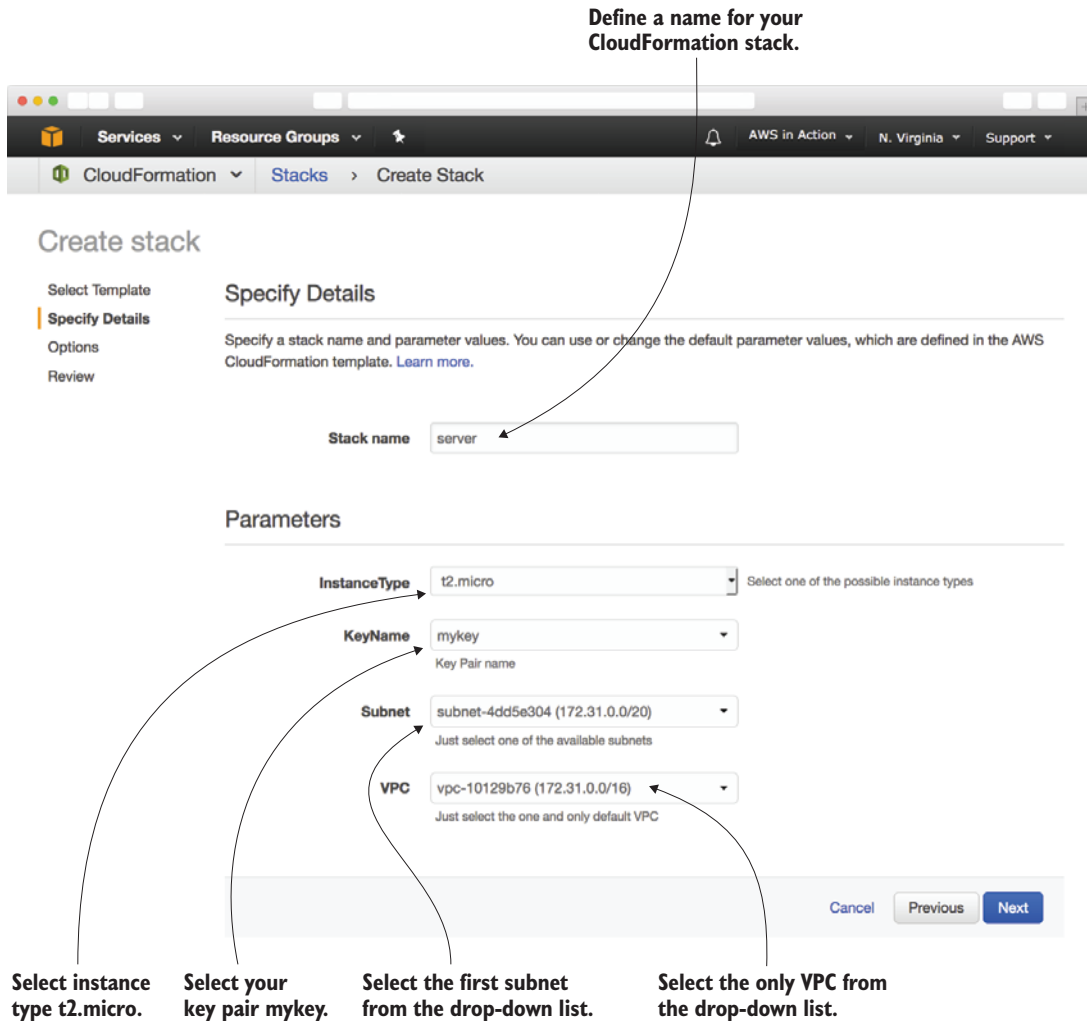 Define a name for your
CloudFormation stack.
Services Resource Groups AWS in Action N. Virginia Support
CloudFormation Stacks › Create Stack
Create stack
Select Template
Specify Details
Options
Review
Specify Details
Specify a stack name and parameter values. You can use or change the default parameter values, which are defined in the AWS
CloudFormation template. Learn more.
Stack name server
Parameters
InstanceType t2.micro Select one of the possible instance types
KeyName mykey
Key Pair name
Subnet subnet-4dd5e304 (172.31.0.0/20)
Just select one of the available subnets
VPC vpc-10129b76 (172.31.0.0/16)
Just select the one and only default VPC
Cancel Previous Next
Select instance
type t2.micro.
Select your
key pair mykey.
Select the first subnet
from the drop-down list.
Select the only VPC from
the drop-down list.